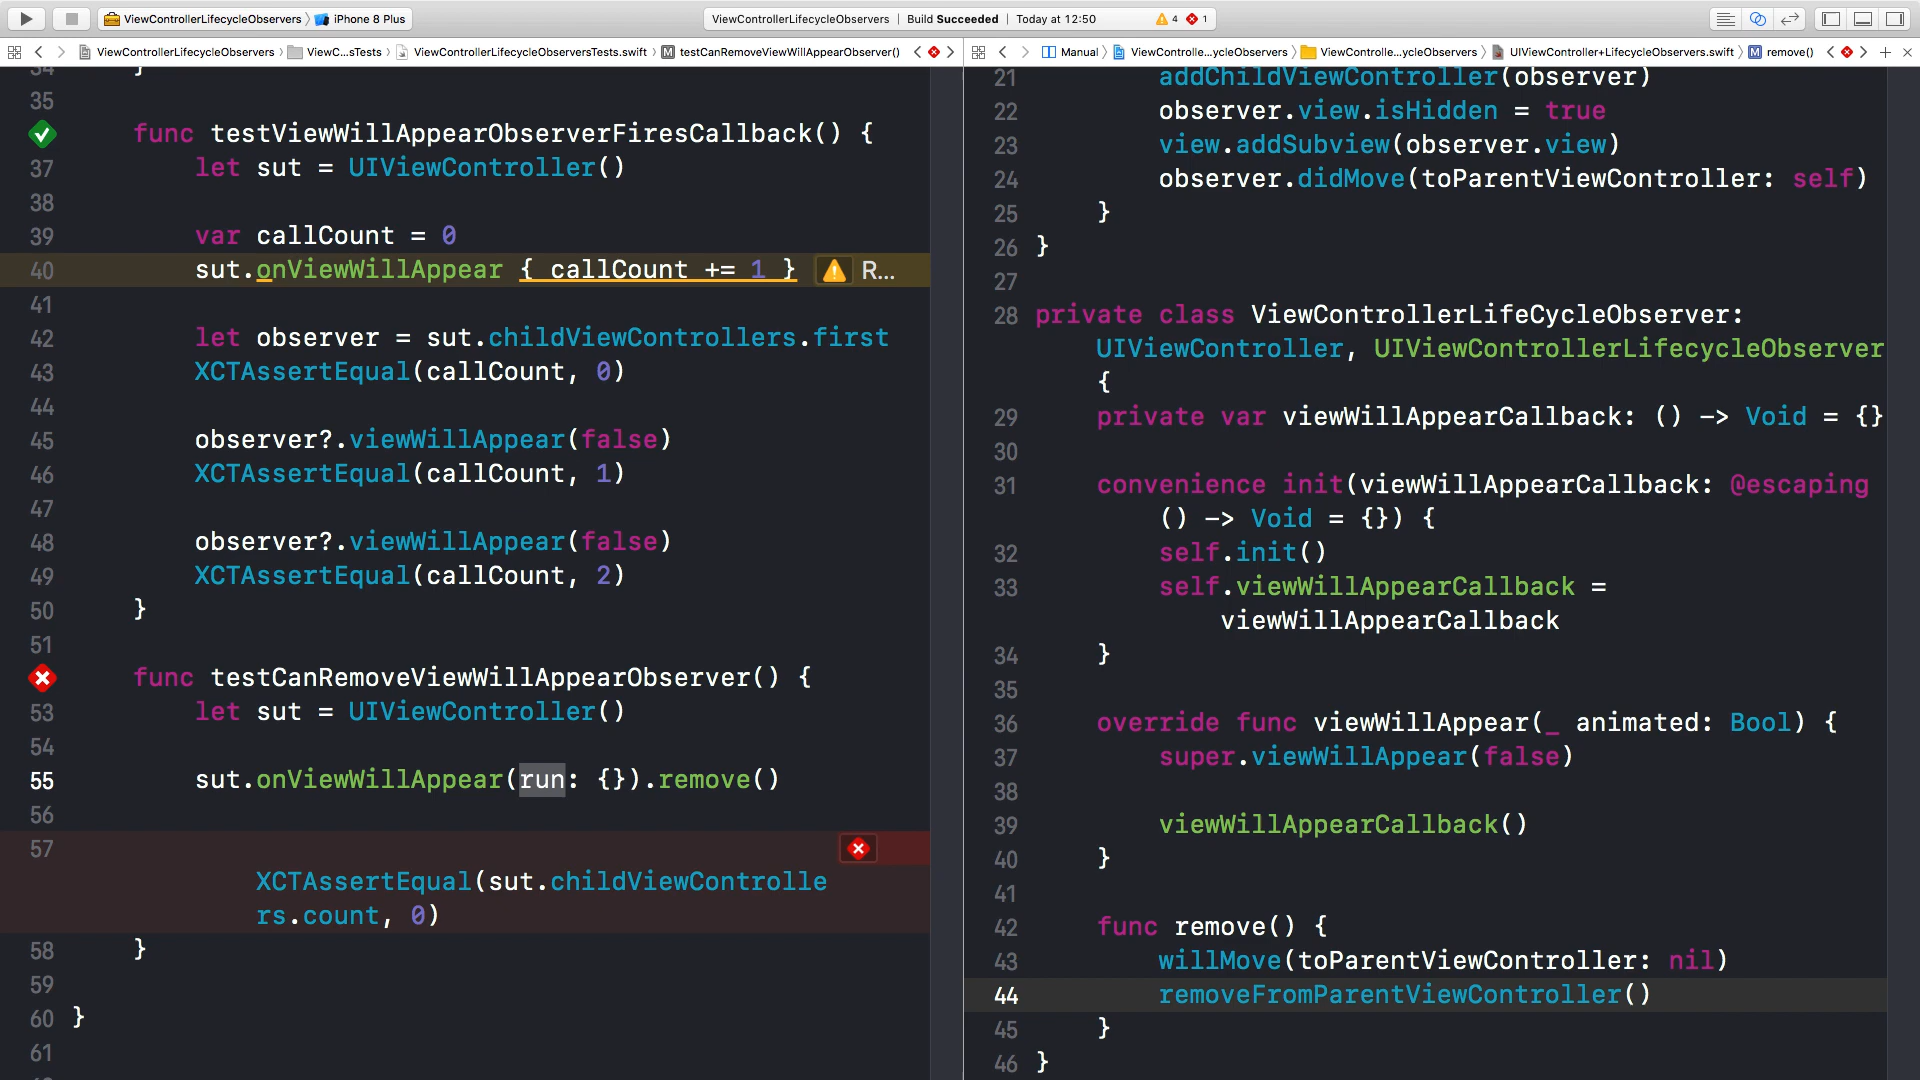 ViewControllerLifecycleObservers › iPhone 8 Plus
ViewControllerLifecycleObservers | Build Succeeded | Today at 12:50 4 1
ViewControllerLifecycleObservers › ViewC...sTests › ViewControllerLifecycleObserversTests.swift › M testCanRemoveViewWillAppearObserver()
34 }
35
func testViewWillAppearObserverFiresCallback() {
37 let sut = UIViewController()
38
39 var callCount = 0
40 sut.onViewWillAppear { callCount += 1 } R...
41
42 let observer = sut.childViewControllers.first
43 XCTAssertEqual(callCount, 0)
44
45 observer?.viewWillAppear(false)
46 XCTAssertEqual(callCount, 1)
47
48 observer?.viewWillAppear(false)
49 XCTAssertEqual(callCount, 2)
50 }
51
func testCanRemoveViewWillAppearObserver() {
53 let sut = UIViewController()
54
55 sut.onViewWillAppear(run: {}).remove()
56
57
XCTAssertEqual(sut.childViewControlle
rs.count, 0)
58 }
59
60 }
61
Manual › ViewControlle...ycleObservers › ViewControlle...ycleObservers › UIViewController+LifecycleObservers.swift › M remove()
21 addChildViewController(observer)
22 observer.view.isHidden = true
23 view.addSubview(observer.view)
24 observer.didMove(toParentViewController: self)
25 }
26 }
27
28 private class ViewControllerLifeCycleObserver:
UIViewController, UIViewControllerLifecycleObserver
{
29 private var viewWillAppearCallback: () -> Void = {}
30
31 convenience init(viewWillAppearCallback: @escaping
() -> Void = {}) {
32 self.init()
33 self.viewWillAppearCallback =
viewWillAppearCallback
34 }
35
36 override func viewWillAppear(_ animated: Bool) {
37 super.viewWillAppear(false)
38
39 viewWillAppearCallback()
40 }
41
42 func remove() {
43 willMove(toParentViewController: nil)
44 removeFromParentViewController()
45 }
46 }